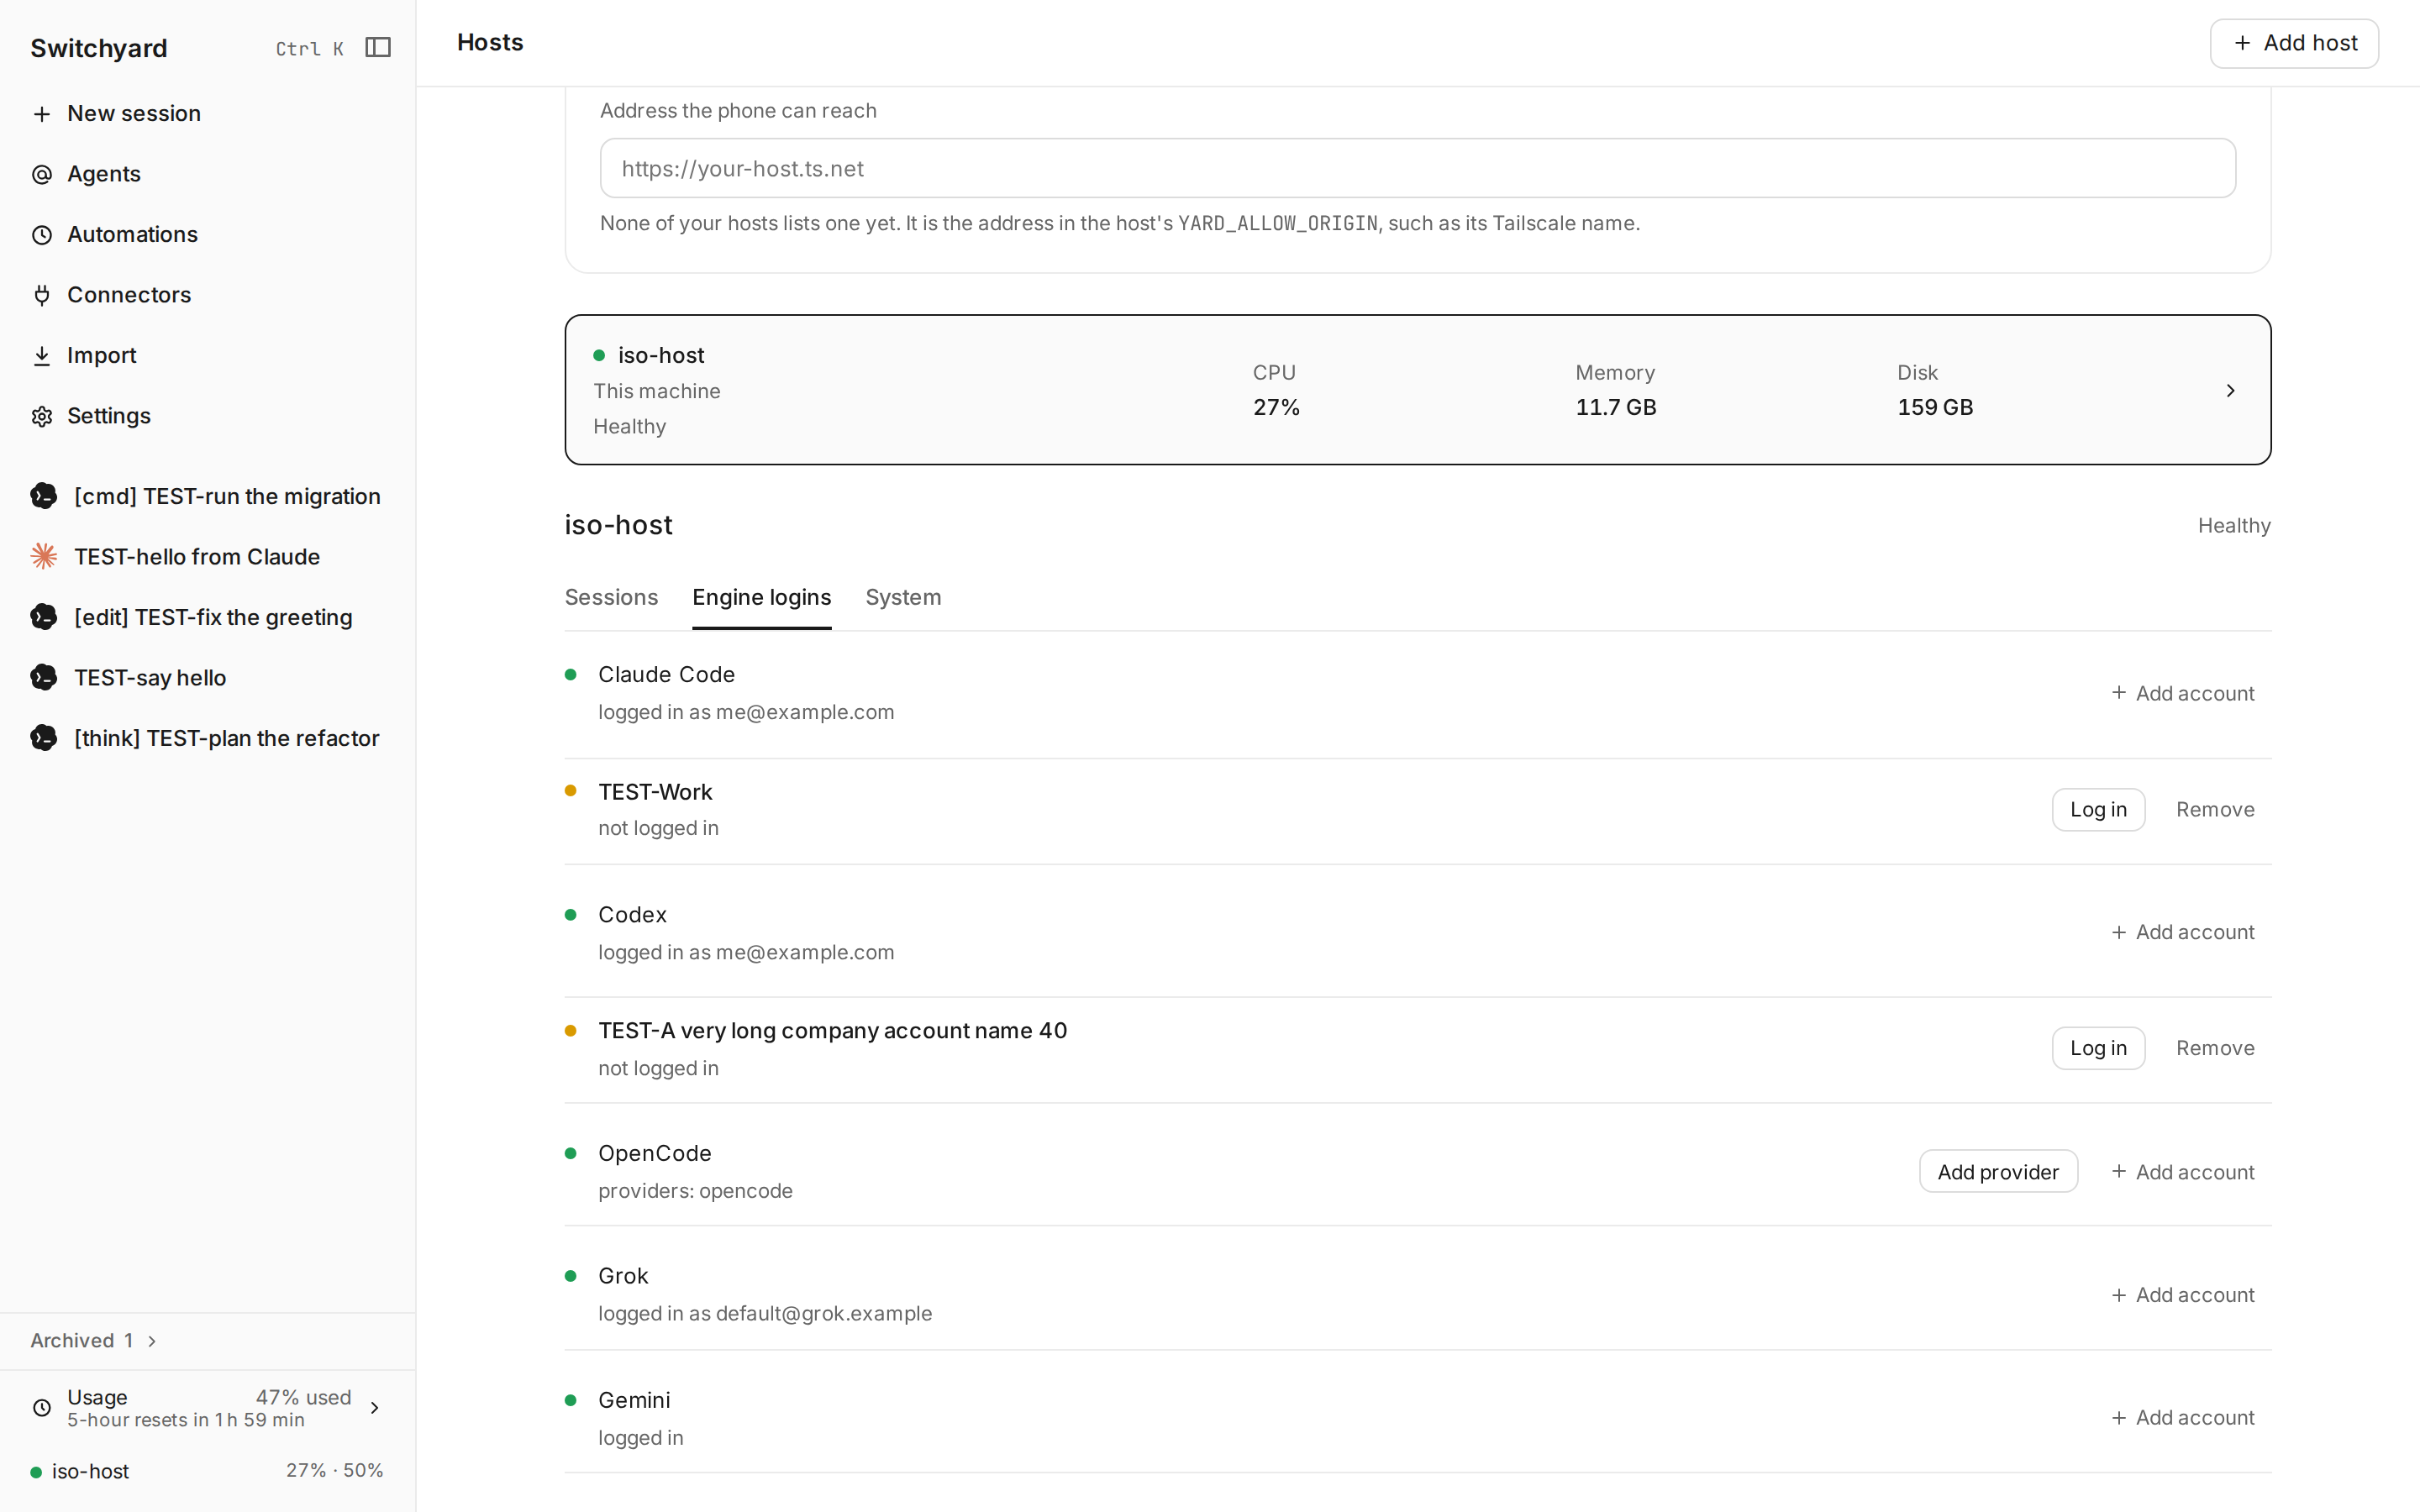 Switchyard
Ctrl K
New session
Agents
Automations
Connectors
Import
Settings
[cmd] TEST-run the migration
TEST-hello from Claude
[edit] TEST-fix the greeting
TEST-say hello
[think] TEST-plan the refactor
Archived 1
Usage
47% used
5-hour resets in 1 h 59 min
iso-host
27% · 50%
Hosts
+ Add host
Address the phone can reach
https://your-host.ts.net
None of your hosts lists one yet. It is the address in the host's YARD_ALLOW_ORIGIN, such as its Tailscale name.
iso-host
This machine
Healthy
CPU
27%
Memory
11.7 GB
Disk
159 GB
iso-host
Healthy
Sessions
Engine logins
System
Claude Code
logged in as me@example.com
+ Add account
TEST-Work
not logged in
Log in
Remove
Codex
logged in as me@example.com
+ Add account
TEST-A very long company account name 40
not logged in
Log in
Remove
OpenCode
providers: opencode
Add provider
+ Add account
Grok
logged in as default@grok.example
+ Add account
Gemini
logged in
+ Add account